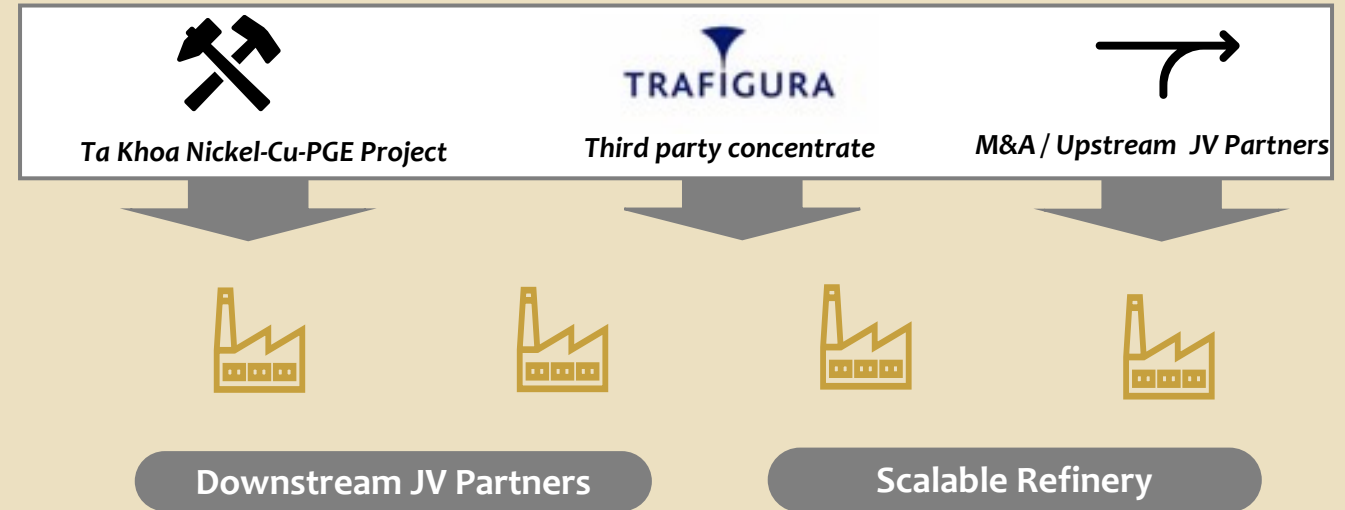 TRAFIGURA
Ta Khoa Nickel-Cu-PGE Project
Third party concentrate
M&A / Upstream JV Partners
Downstream JV Partners
Scalable Refinery